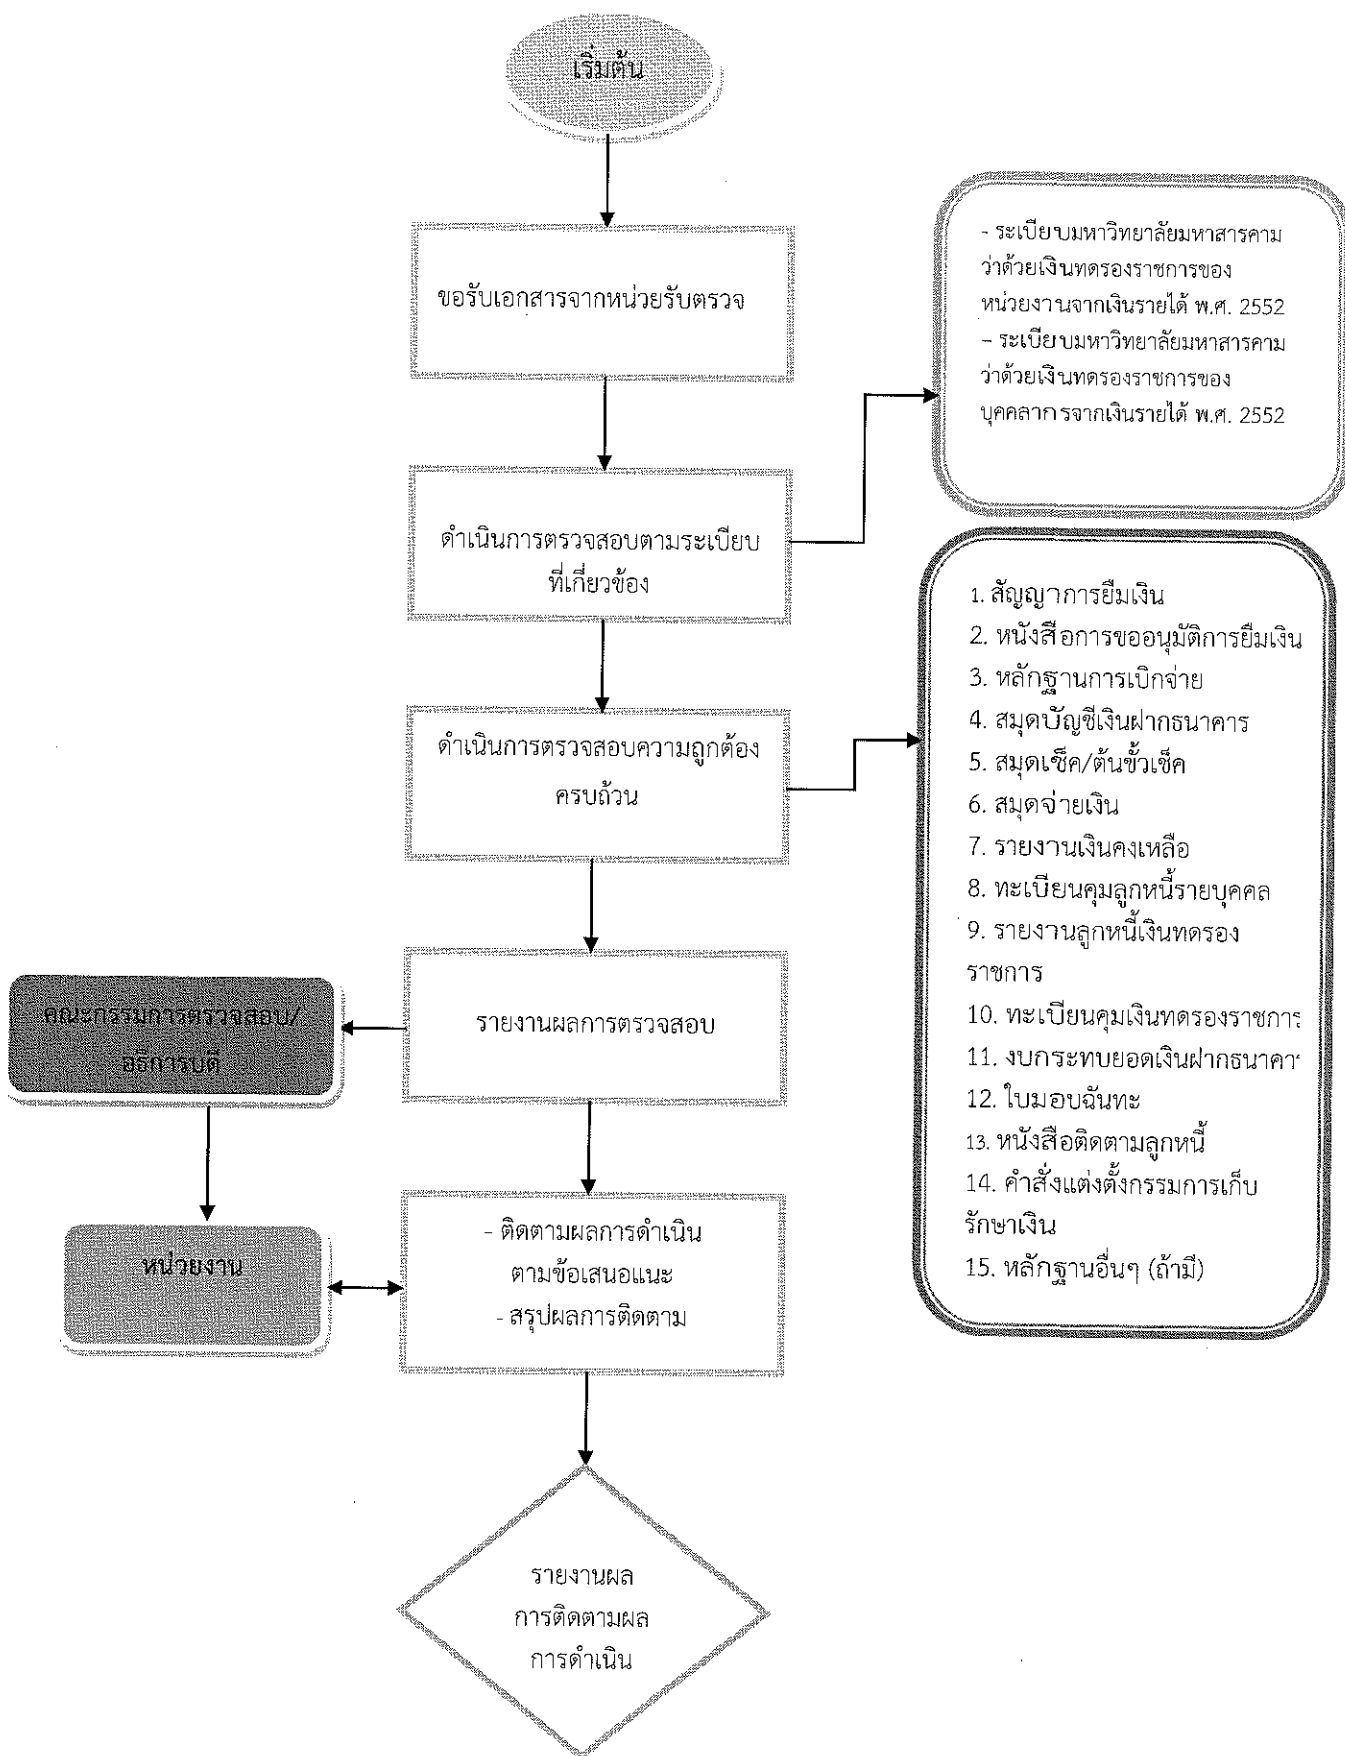 เริ่มต้น
ขอรับเอกสารจากหน่วยรับตรวจ
- ระเบียบมหาวิทยาลัยมหาสารคาม
ว่าด้วยเงินทดรองราชการของ
หน่วยงานจากเงินรายได้ พ.ศ. 2552
– ระเบียบมหาวิทยาลัยมหาสารคาม
ว่าด้วยเงินทดรองราชการของ
บุคคลากรจากเงินรายได้ พ.ศ. 2552
ดำเนินการตรวจสอบตามระเบียบ
ที่เกี่ยวข้อง
ดำเนินการตรวจสอบความถูกต้อง
ครบถ้วน
1. สัญญาการยืมเงิน
2. หนังสือการขออนุมัติการยืมเงิน
3. หลักฐานการเบิกจ่าย
4. สมุดบัญชีเงินฝากธนาคาร
5. สมุดเช็ค/ต้นขั้วเช็ค
6. สมุดจ่ายเงิน
7. รายงานเงินคงเหลือ
8. ทะเบียนคุมลูกหนี้รายบุคคล
9. รายงานลูกหนี้เงินทดรอง
ราชการ
10. ทะเบียนคุมเงินทดรองราชการ
11. งบกระทบยอดเงินฝากธนาคาร
12. ใบมอบฉันทะ
13. หนังสือติดตามลูกหนี้
14. คำสั่งแต่งตั้งกรรมการเก็บ
รักษาเงิน
15. หลักฐานอื่นๆ (ถ้ามี)
รายงานผลการตรวจสอบ
คณะกรรมการตรวจสอบ/
อธิการบดี
หน่วยงาน
- ติดตามผลการดำเนิน
ตามข้อเสนอแนะ
- สรุปผลการติดตาม
รายงานผล
การติดตามผล
การดำเนิน